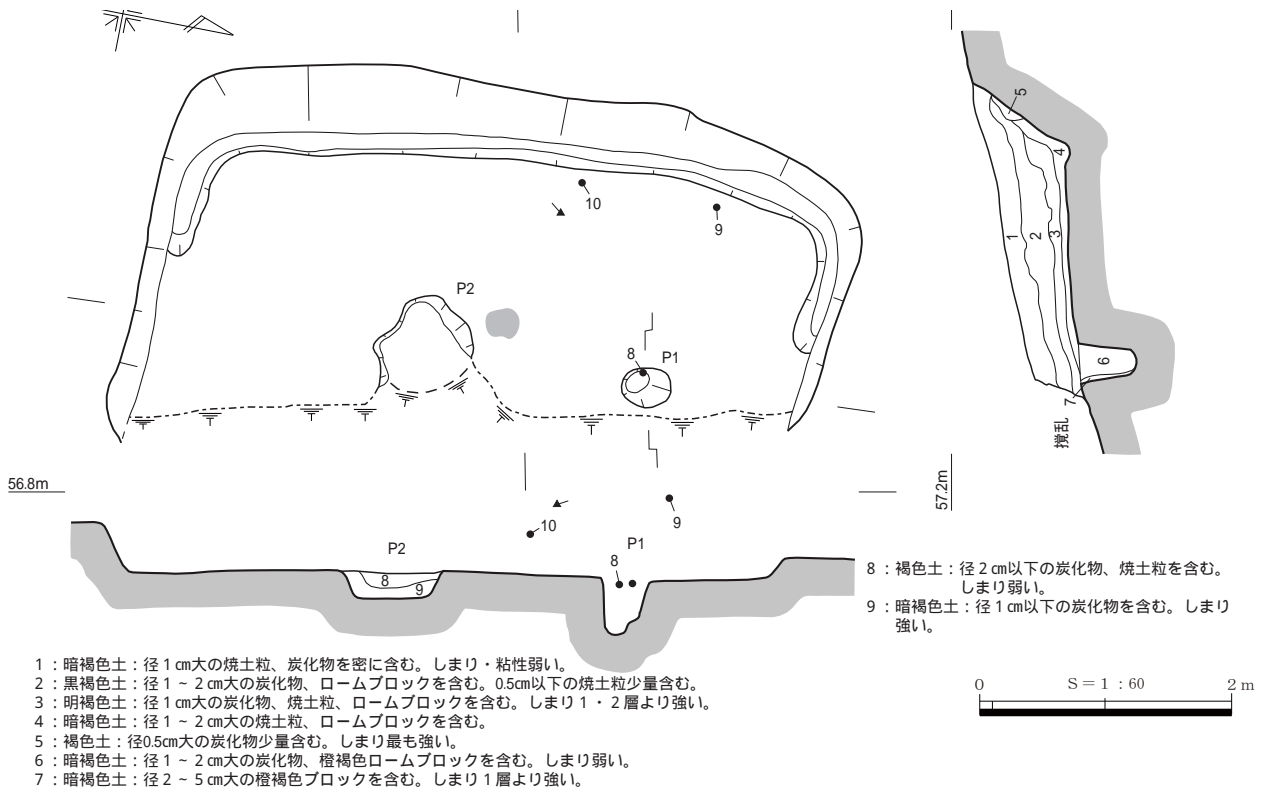 5
4
1 2 3
6
7
撹乱
57.2m
10
9
P2
8 P1
56.8m
10
9
P2
P1
8
8 9
8：褐色土：径2㎝以下の炭化物、焼土粒を含む。
しまり弱い。
9：暗褐色土：径1㎝以下の炭化物を含む。しまり
強い。
1：暗褐色土：径1㎝大の焼土粒、炭化物を密に含む。しまり・粘性弱い。
2：黒褐色土：径1～2㎝大の炭化物、ロームブロックを含む。0.5㎝以下の焼土粒少量含む。
3：明褐色土：径1㎝大の炭化物、焼土粒、ロームブロックを含む。しまり1・2層より強い。
4：暗褐色土：径1～2㎝大の焼土粒、ロームブロックを含む。
5：褐色土：径0.5㎝大の炭化物少量含む。しまり最も強い。
6：暗褐色土：径1～2㎝大の炭化物、橙褐色ロームブロックを含む。しまり弱い。
7：暗褐色土：径2～5㎝大の橙褐色ブロックを含む。しまり1層より強い。
0 S＝1：60 2m